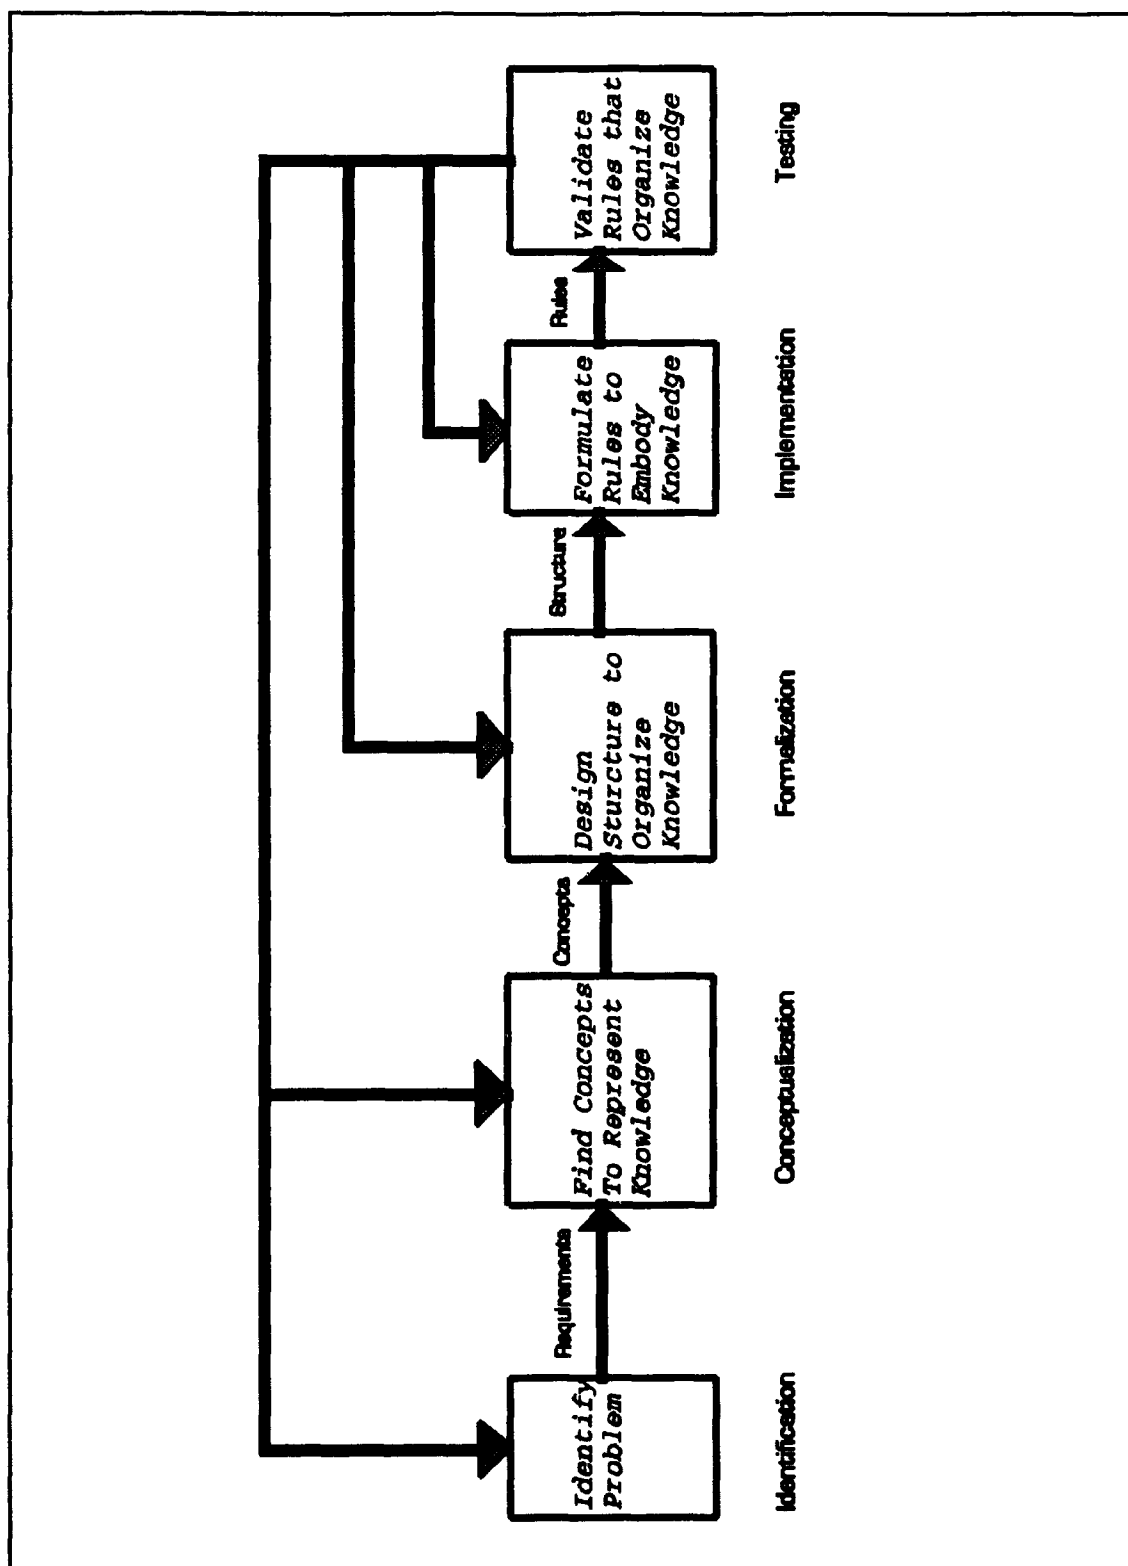 Identify
Problem
Requirements
Find Concepts
To Represent
Knowledge
Concepts
Design
Sturcture to
Organize
Knowledge
Structure
Formulate
Rules to
Embody
Knowledge
Rules
Validate
Rules that
Organize
Knowledge
Identification
Conceptualization
Formalization
Implementation
Testing